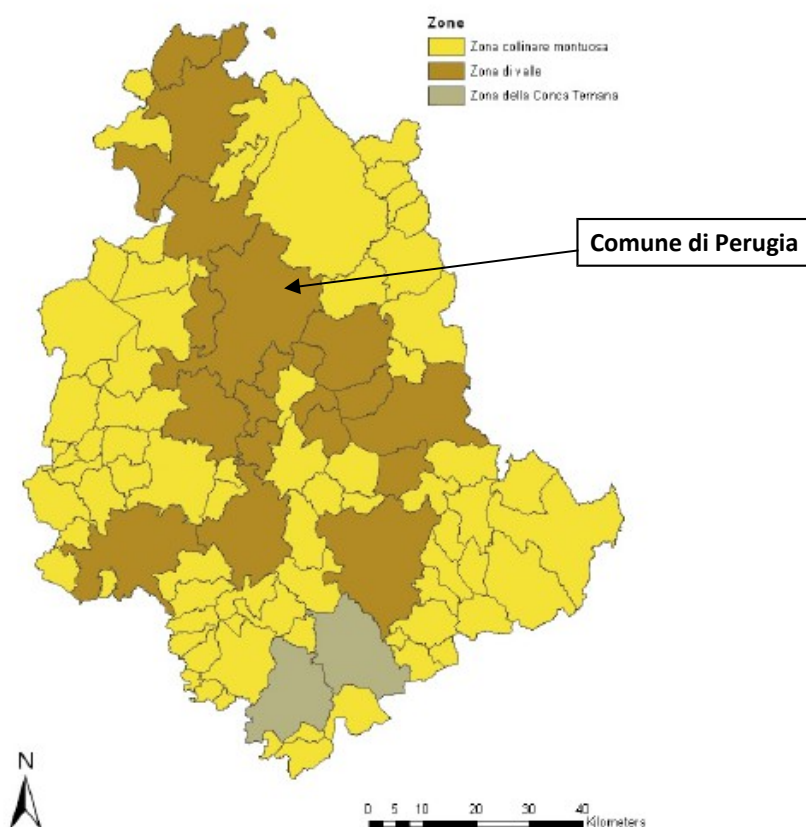 Zone
Zona collinare montuosa
Zona di valle
Zona della Conca Ternana
Comune di Perugia
N
0 5 10 20 30 40
Kilometers